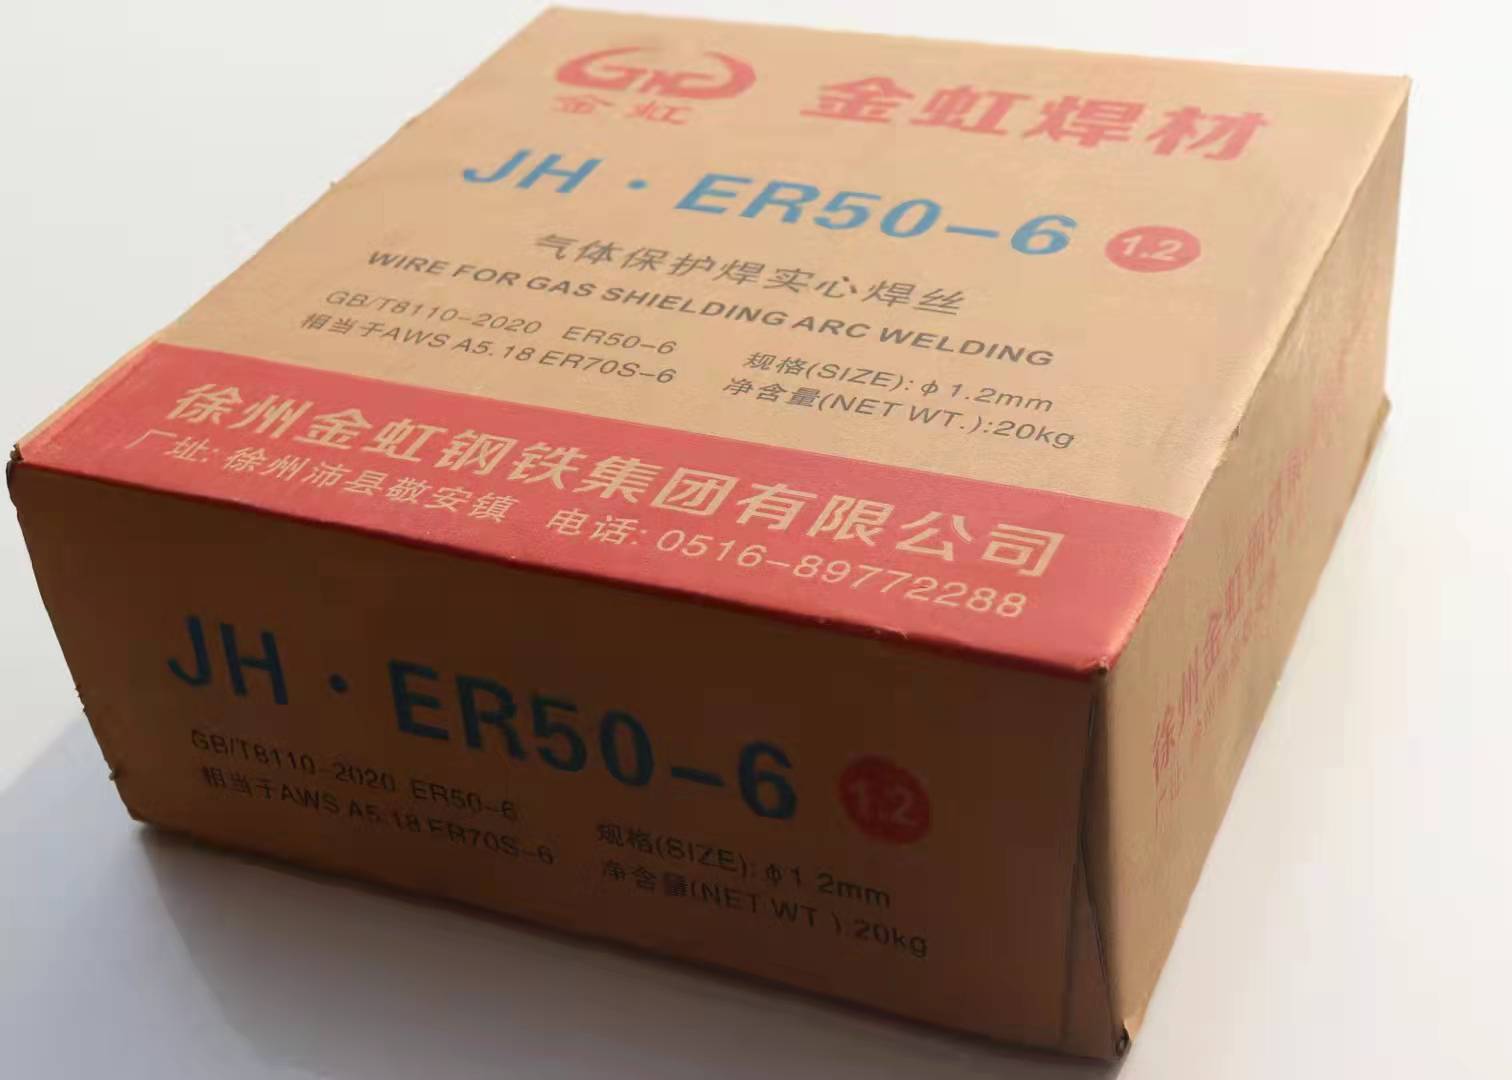 金虹
金虹焊材
JH·ER50-6 1.2
气体保护焊实心焊丝
WIRE FOR GAS SHIELDING ARC WELDING
GB/T8110-2020 ER50-6
相当于AWS A5.18 ER70S-6
规格(SIZE):φ1.2mm
净含量(NET WT.):20kg
徐州金虹钢铁集团有限公司
厂址: 徐州沛县敬安镇 电话: 0516-89772288
JH·ER50-6 1.2
GB/T8110-2020 ER50-6
相当于AWS A5.18 ER70S-6
规格(SIZE):φ1.2mm
净含量(NET WT.):20kg
徐州金虹钢铁